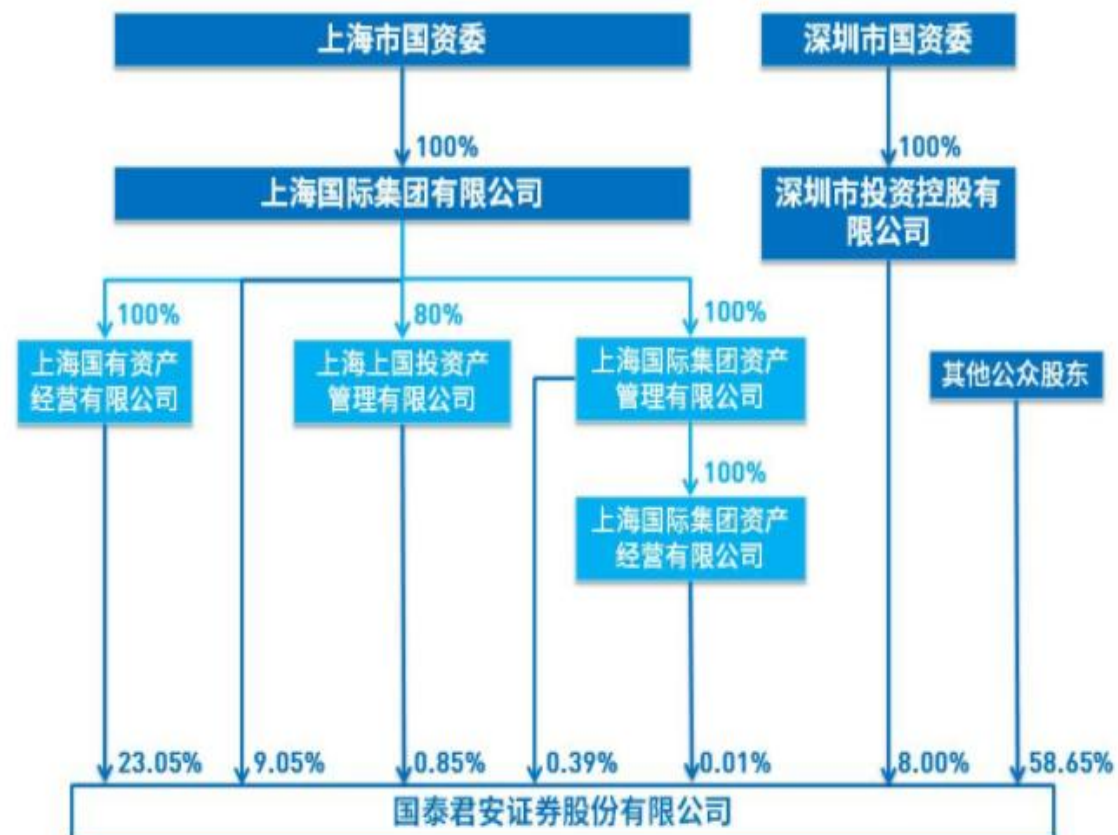 上海市国资委
深圳市国资委
100%
100%
上海国际集团有限公司
深圳市投资控股有
限公司
100%
80%
100%
上海国有资产
经营有限公司
上海上国投资产
管理有限公司
上海国际集团资产
管理有限公司
其他公众股东
100%
上海国际集团资产
经营有限公司
23.05%
9.05%
0.85%
0.39%
0.01%
8.00%
58.65%
国泰君安证券股份有限公司